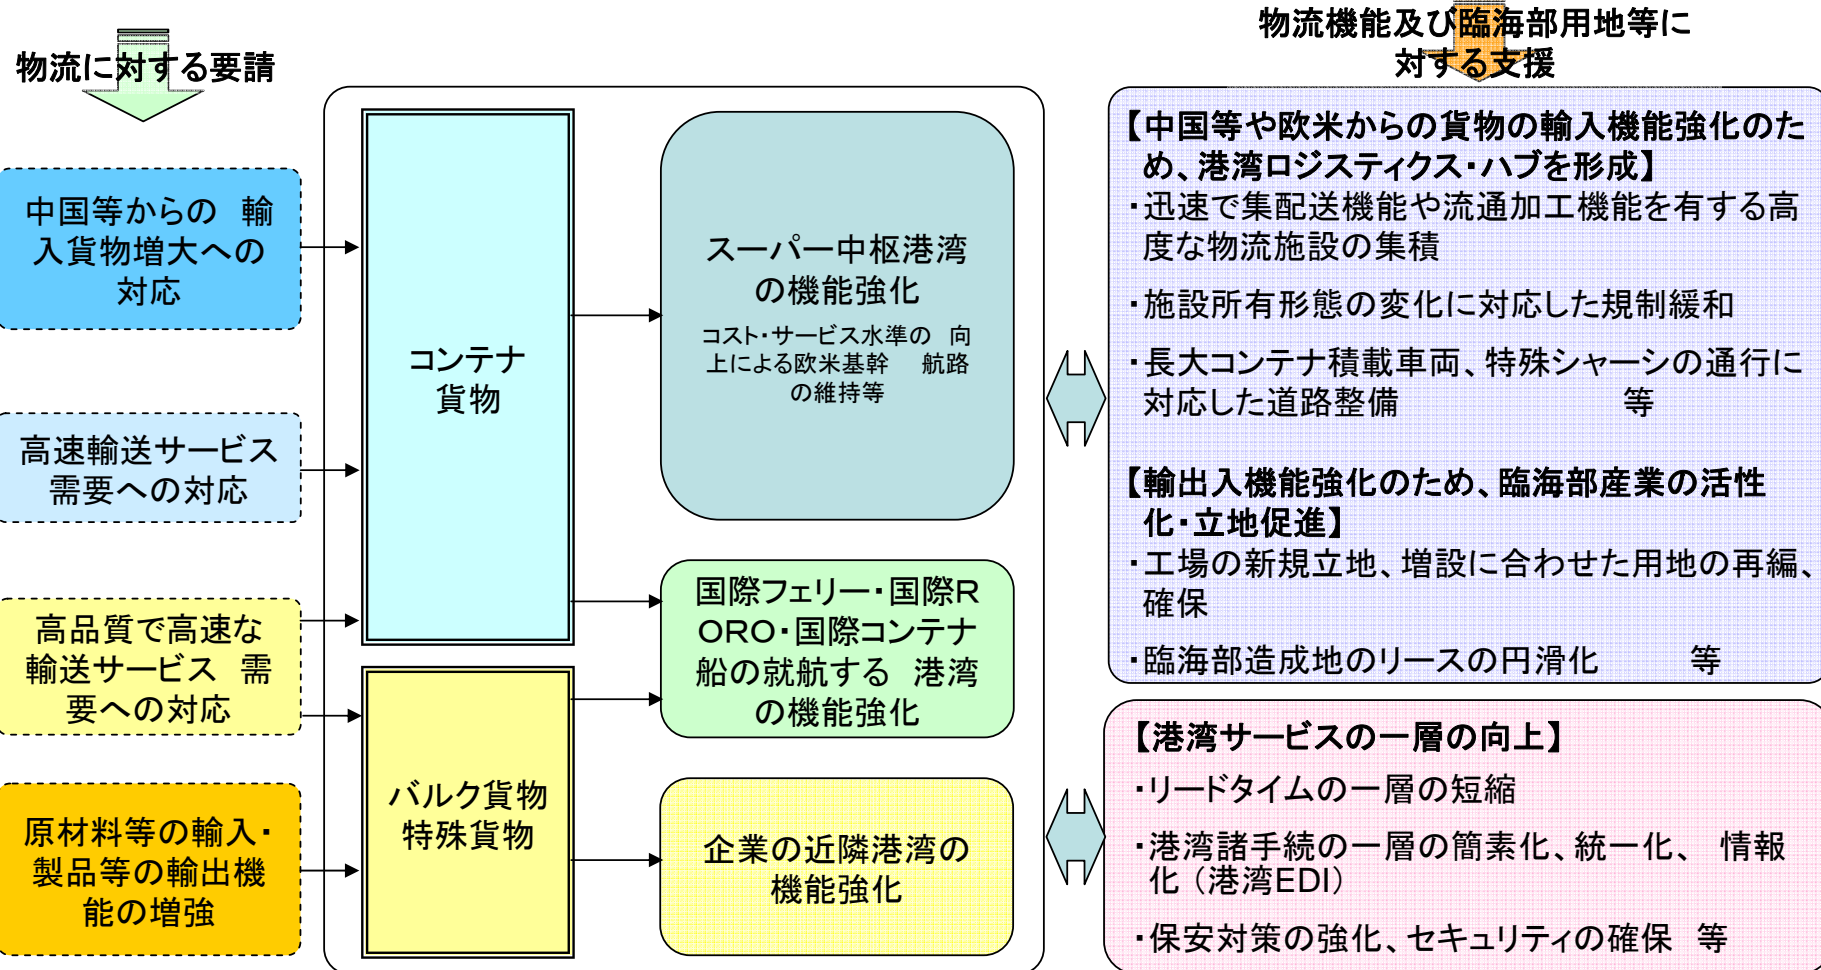 物流に対する要請
中国等からの 輸
入貨物増大への
対応
高速輸送サービス
需要への対応
高品質で高速な
輸送サービス 需
要への対応
原材料等の輸入・
製品等の輸出機
能の増強
コンテナ
貨物
バルク貨物
特殊貨物
スーパー中枢港湾
の機能強化
コスト・サービス水準の 向
上による欧米基幹 航路
の維持等
国際フェリー・国際R
ORO・国際コンテナ
船の就航する 港湾
の機能強化
企業の近隣港湾の
機能強化
物流機能及び臨海部用地等に
対する支援
【中国等や欧米からの貨物の輸入機能強化のた
め、港湾ロジスティクス・ハブを形成】
・迅速で集配送機能や流通加工機能を有する高
度な物流施設の集積
・施設所有形態の変化に対応した規制緩和
・長大コンテナ積載車両、特殊シャーシの通行に
対応した道路整備 等
【輸出入機能強化のため、臨海部産業の活性
化・立地促進】
・工場の新規立地、増設に合わせた用地の再編、
確保
・臨海部造成地のリースの円滑化 等
【港湾サービスの一層の向上】
・リードタイムの一層の短縮
・港湾諸手続の一層の簡素化、統一化、 情報
化（港湾EDI）
・保安対策の強化、セキュリティの確保 等